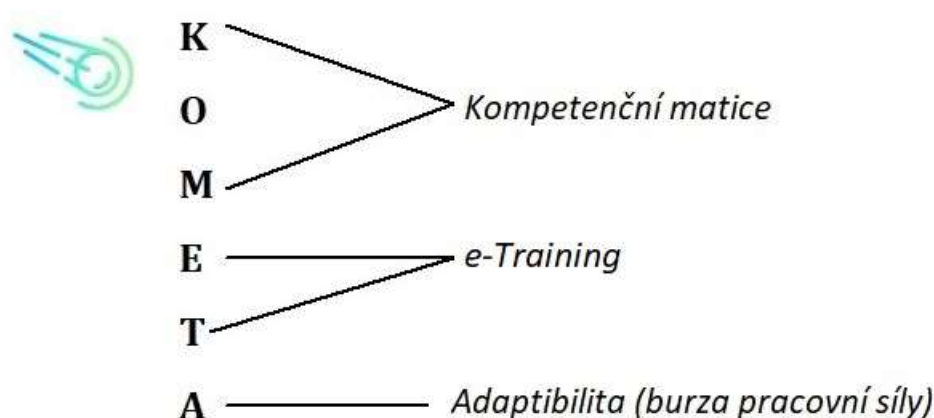 K
O
Kompetenční matice
M
E
e-Training
T
A
Adaptibilita (burza pracovní síly)